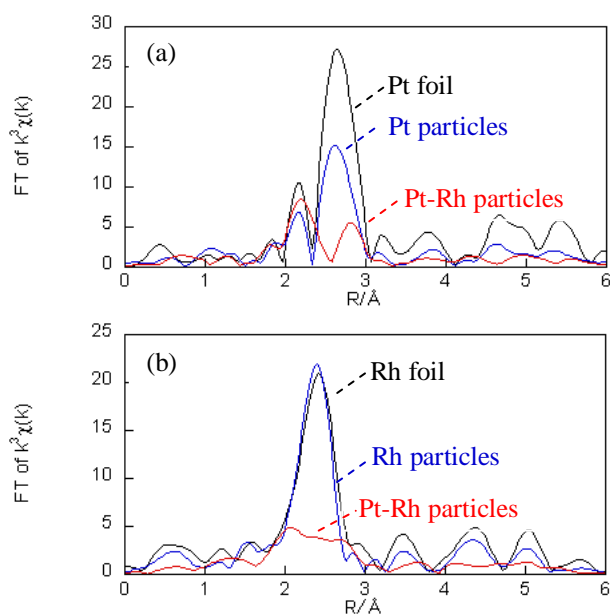 30
(a)
25
Pt foil
20
Pt particles
15
Pt-Rh particles
10
5
0
FT of k³χ(k)
0 1 2 3 4 5 6
R/Å
25
(b)
Rh foil
20
15
Rh particles
10
Pt-Rh particles
5
0
FT of k³χ(k)
0 1 2 3 4 5 6
R/Å